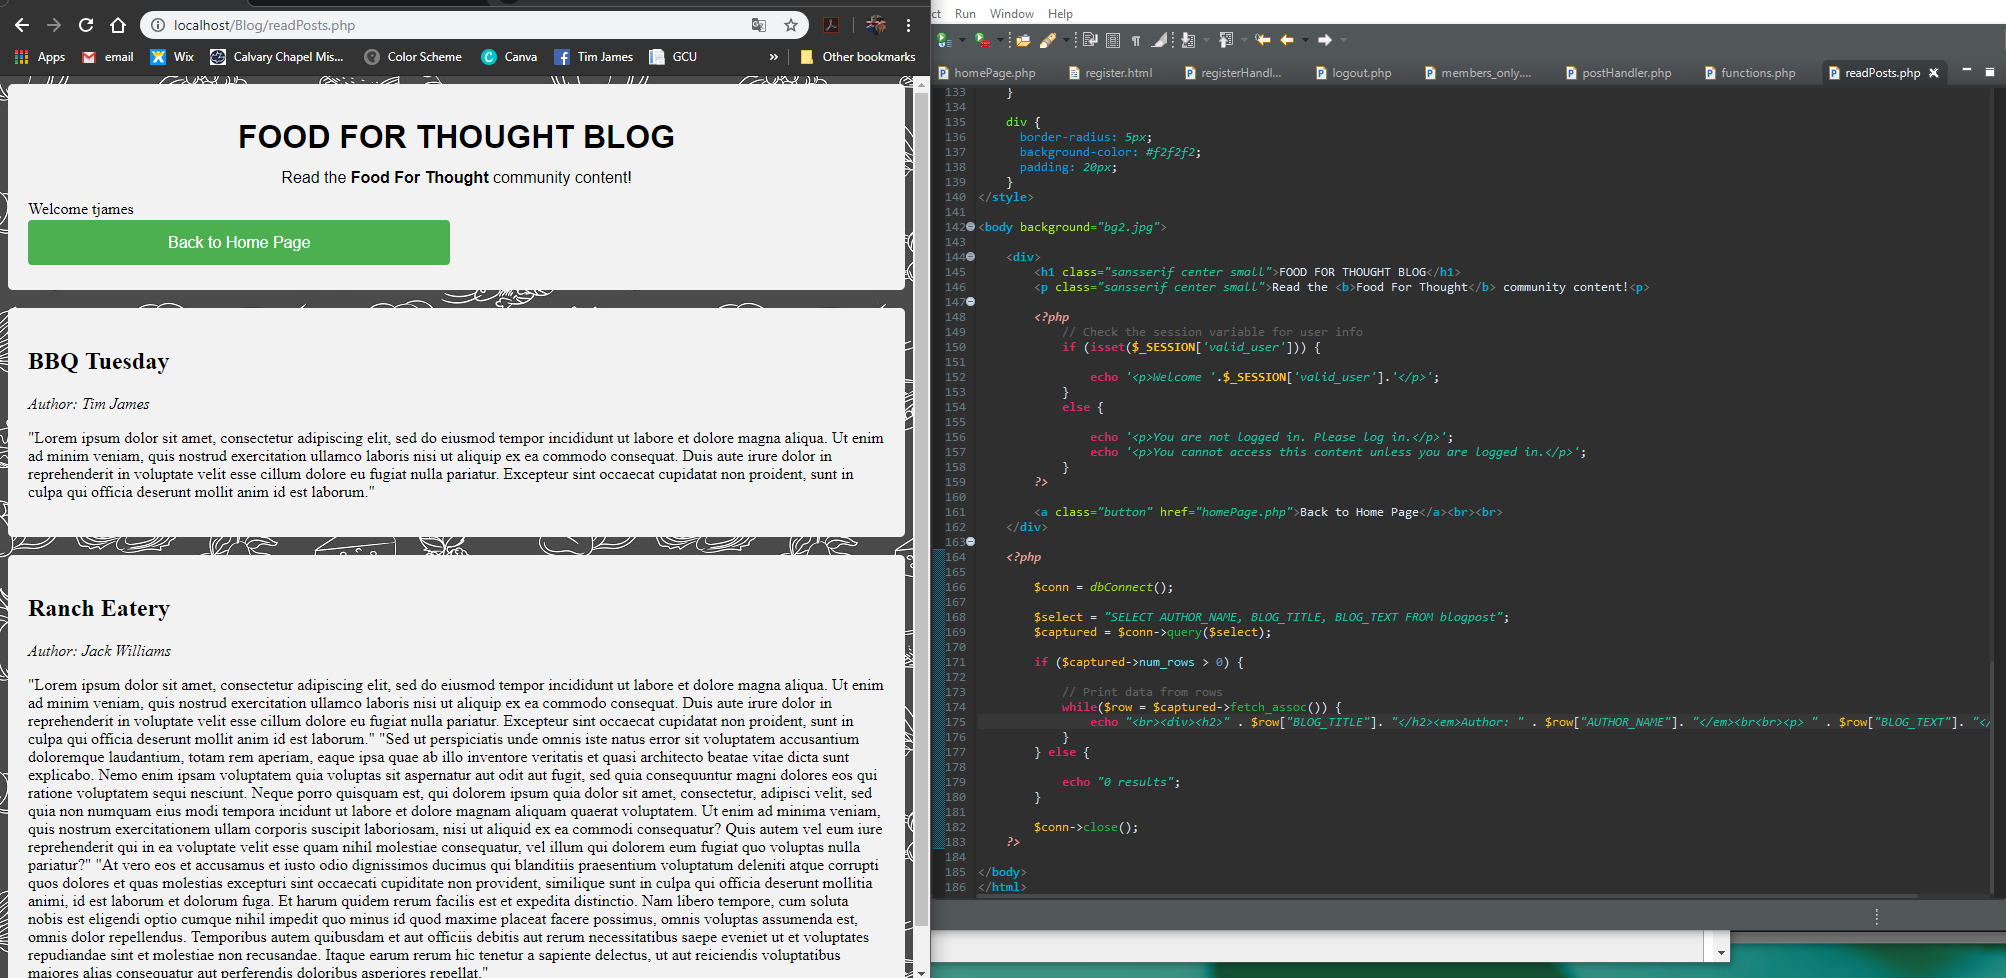 localhost/Blog/readPosts.php
Apps email Wix Calvary Chapel Mis... Color Scheme Canva Tim James GCU » Other bookmarks
FOOD FOR THOUGHT BLOG
Read the Food For Thought community content!
Welcome tjames
Back to Home Page
BBQ Tuesday
Author: Tim James
"Lorem ipsum dolor sit amet, consectetur adipiscing elit, sed do eiusmod tempor incididunt ut labore et dolore magna aliqua. Ut enim
ad minim veniam, quis nostrud exercitation ullamco laboris nisi ut aliquip ex ea commodo consequat. Duis aute irure dolor in
reprehenderit in voluptate velit esse cillum dolore eu fugiat nulla pariatur. Excepteur sint occaecat cupidatat non proident, sunt in
culpa qui officia deserunt mollit anim id est laborum."
Ranch Eatery
Author: Jack Williams
"Lorem ipsum dolor sit amet, consectetur adipiscing elit, sed do eiusmod tempor incididunt ut labore et dolore magna aliqua. Ut enim
ad minim veniam, quis nostrud exercitation ullamco laboris nisi ut aliquip ex ea commodo consequat. Duis aute irure dolor in
reprehenderit in voluptate velit esse cillum dolore eu fugiat nulla pariatur. Excepteur sint occaecat cupidatat non proident, sunt in
culpa qui officia deserunt mollit anim id est laborum." "Sed ut perspiciatis unde omnis iste natus error sit voluptatem accusantium
doloremque laudantium, totam rem aperiam, eaque ipsa quae ab illo inventore veritatis et quasi architecto beatae vitae dicta sunt
explicabo. Nemo enim ipsam voluptatem quia voluptas sit aspernatur aut odit aut fugit, sed quia consequuntur magni dolores eos qui
ratione voluptatem sequi nesciunt. Neque porro quisquam est, qui dolorem ipsum quia dolor sit amet, consectetur, adipisci velit, sed
quia non numquam eius modi tempora incidunt ut labore et dolore magnam aliquam quaerat voluptatem. Ut enim ad minima veniam,
quis nostrum exercitationem ullam corporis suscipit laboriosam, nisi ut aliquid ex ea commodi consequatur? Quis autem vel eum iure
reprehenderit qui in ea voluptate velit esse quam nihil molestiae consequatur, vel illum qui dolorem eum fugiat quo voluptas nulla
pariatur?" "At vero eos et accusamus et iusto odio dignissimos ducimus qui blanditiis praesentium voluptatum deleniti atque corrupti
quos dolores et quas molestias excepturi sint occaecati cupiditate non provident, similique sunt in culpa qui officia deserunt mollitia
animi, id est laborum et dolorum fuga. Et harum quidem rerum facilis est et expedita distinctio. Nam libero tempore, cum soluta
nobis est eligendi optio cumque nihil impedit quo minus id quod maxime placeat facere possimus, omnis voluptas assumenda est,
omnis dolor repellendus. Temporibus autem quibusdam et aut officiis debitis aut rerum necessitatibus saepe eveniet ut et voluptates
repudiandae sint et molestiae non recusandae. Itaque earum rerum hic tenetur a sapiente delectus, ut aut reiciendis voluptatibus
maiores alias consequatur aut perferendis doloribus asperiores repellat."
ct Run Window Help
homePage.php register.html registerHandl... logout.php members_only.... postHandler.php functions.php readPosts.php
133 }
134
135 div {
136 border-radius: 5px;
137 background-color: #f2f2f2;
138 padding: 20px;
139 }
140 </style>
141
142 <body background="bg2.jpg">
143
144 <div>
145 <h1 class="sansserif center small">FOOD FOR THOUGHT BLOG</h1>
146 <p class="sansserif center small">Read the <b>Food For Thought</b> community content!<p>
147
148 <?php
149 // Check the session variable for user info
150 if (isset($_SESSION['valid_user'])) {
151
152 echo '<p>Welcome '.$_SESSION['valid_user'].'</p>';
153 }
154 else {
155
156 echo '<p>You are not logged in. Please log in.</p>';
157 echo '<p>You cannot access this content unless you are logged in.</p>';
158 }
159 ?>
160
161 <a class="button" href="homePage.php">Back to Home Page</a><br><br>
162 </div>
163
164 <?php
165
166 $conn = dbConnect();
167
168 $select = "SELECT AUTHOR_NAME, BLOG_TITLE, BLOG_TEXT FROM blogpost";
169 $captured = $conn->query($select);
170
171 if ($captured->num_rows > 0) {
172
173 // Print data from rows
174 while($row = $captured->fetch_assoc()) {
175 echo "<br><div><h2>" . $row["BLOG_TITLE"]. "</h2><em>Author: " . $row["AUTHOR_NAME"]. "</em><br><br><p> " . $row["BLOG_TEXT"]. "</
176 }
177 } else {
178
179 echo "0 results";
180 }
181
182 $conn->close();
183 ?>
184
185 </body>
186 </html>